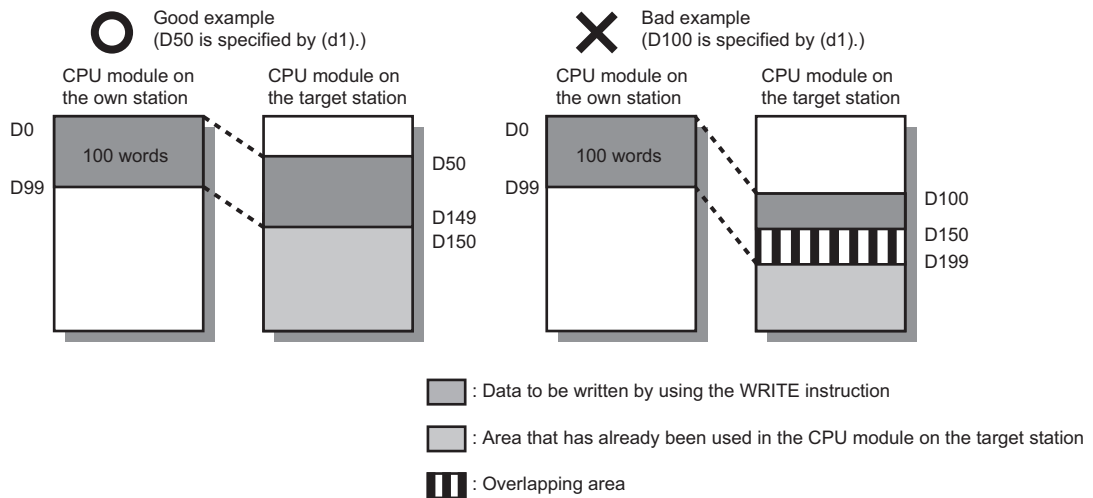 Good example
(D50 is specified by (d1).)
CPU module on
the own station
CPU module on
the target station
D0
100 words
D99
D50
D149
D150
Bad example
(D100 is specified by (d1).)
CPU module on
the own station
CPU module on
the target station
D0
100 words
D99
D100
D150
D199
: Data to be written by using the WRITE instruction
: Area that has already been used in the CPU module on the target station
: Overlapping area